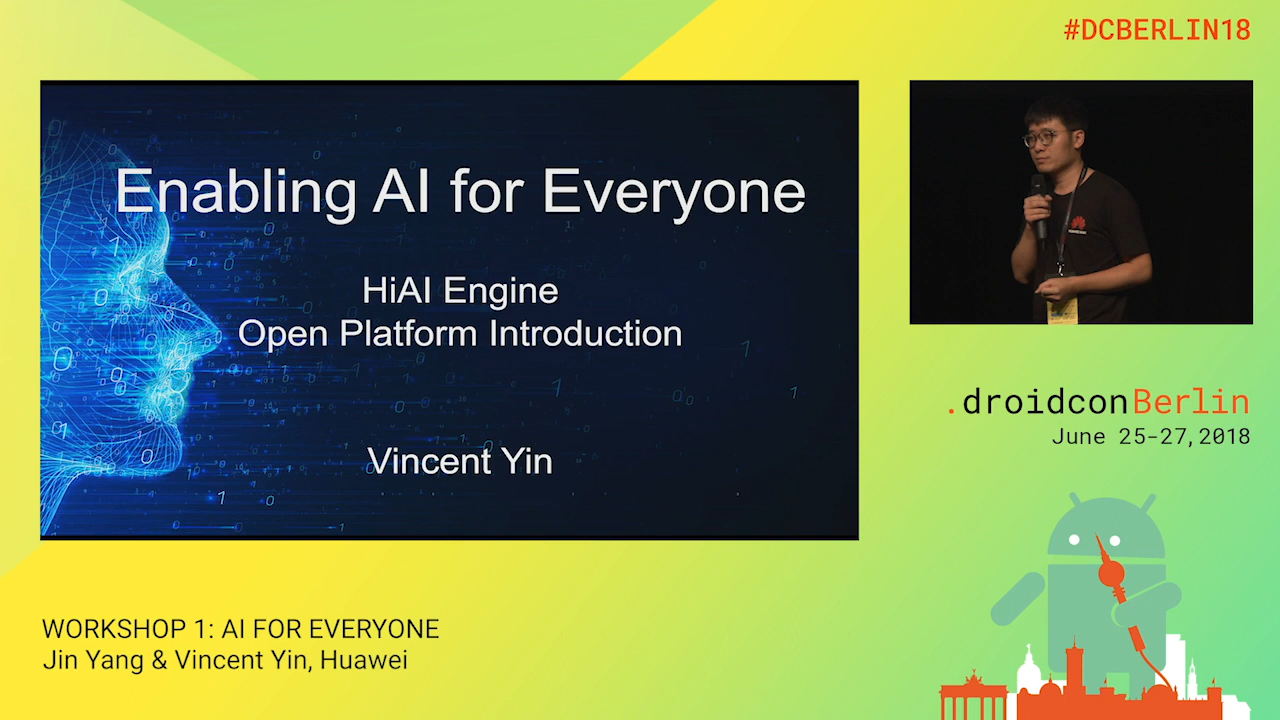 #DCBERLIN18
Enabling AI for Everyone
HiAI Engine
Open Platform Introduction
Vincent Yin
.droidconBerlin
June 25-27,2018
WORKSHOP 1: AI FOR EVERYONE
Jin Yang & Vincent Yin, Huawei